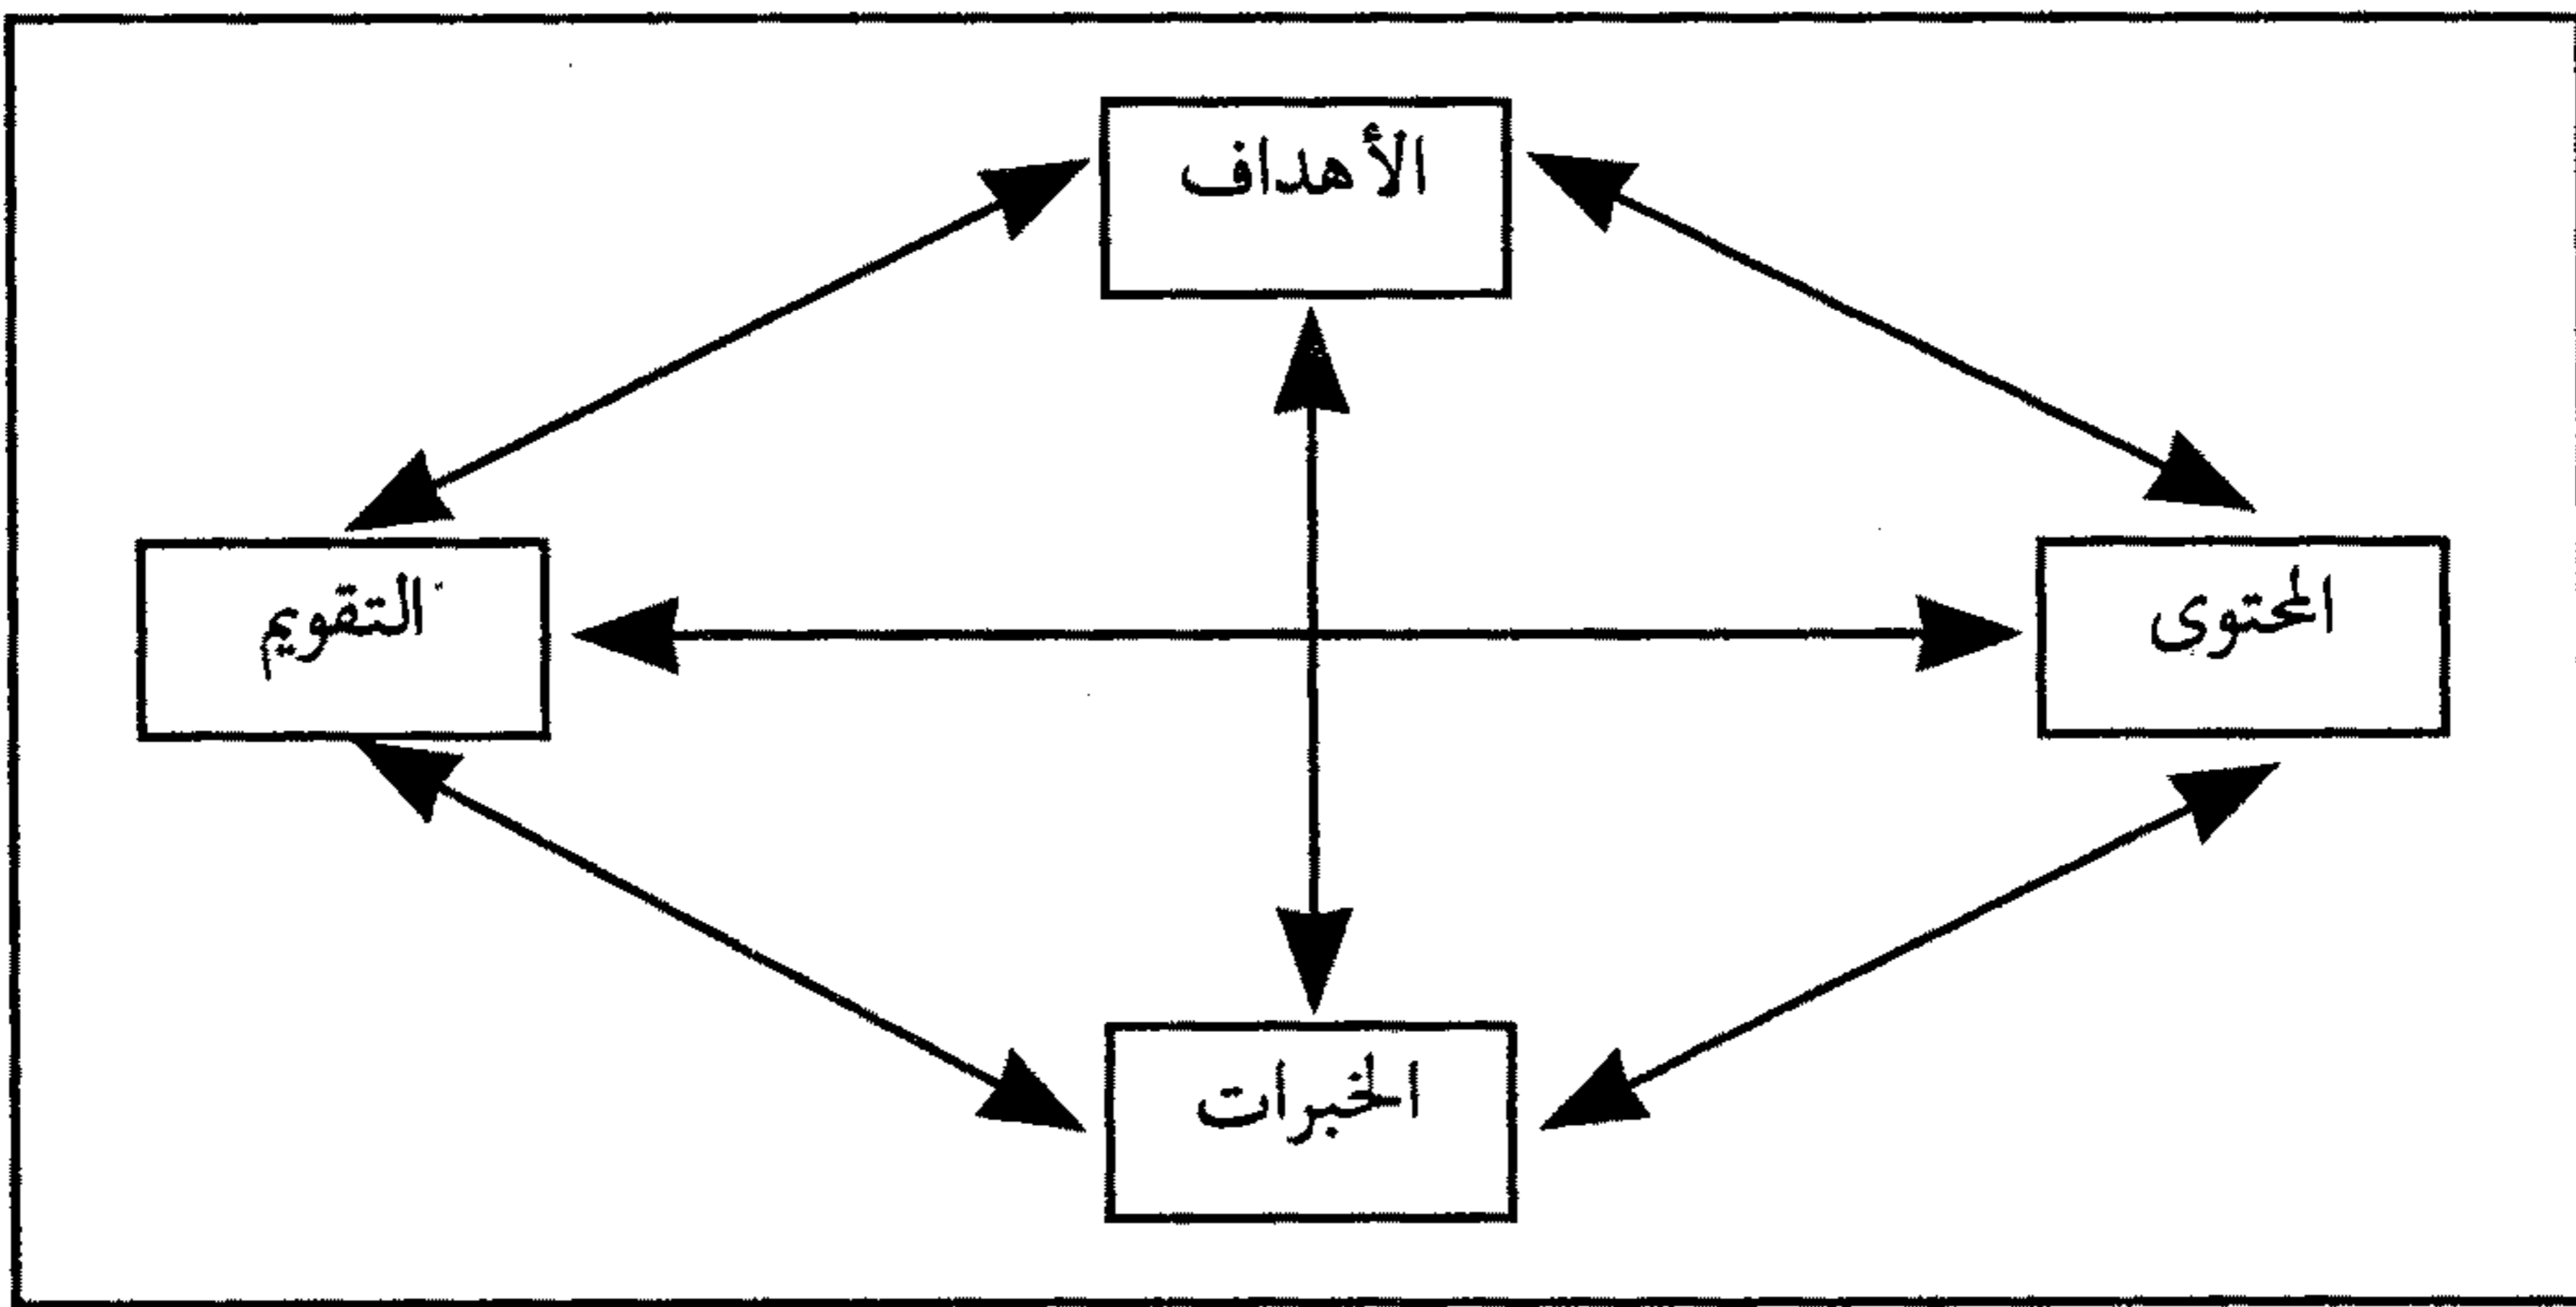 الأهداف
المحتوى
التقويم
الخبرات